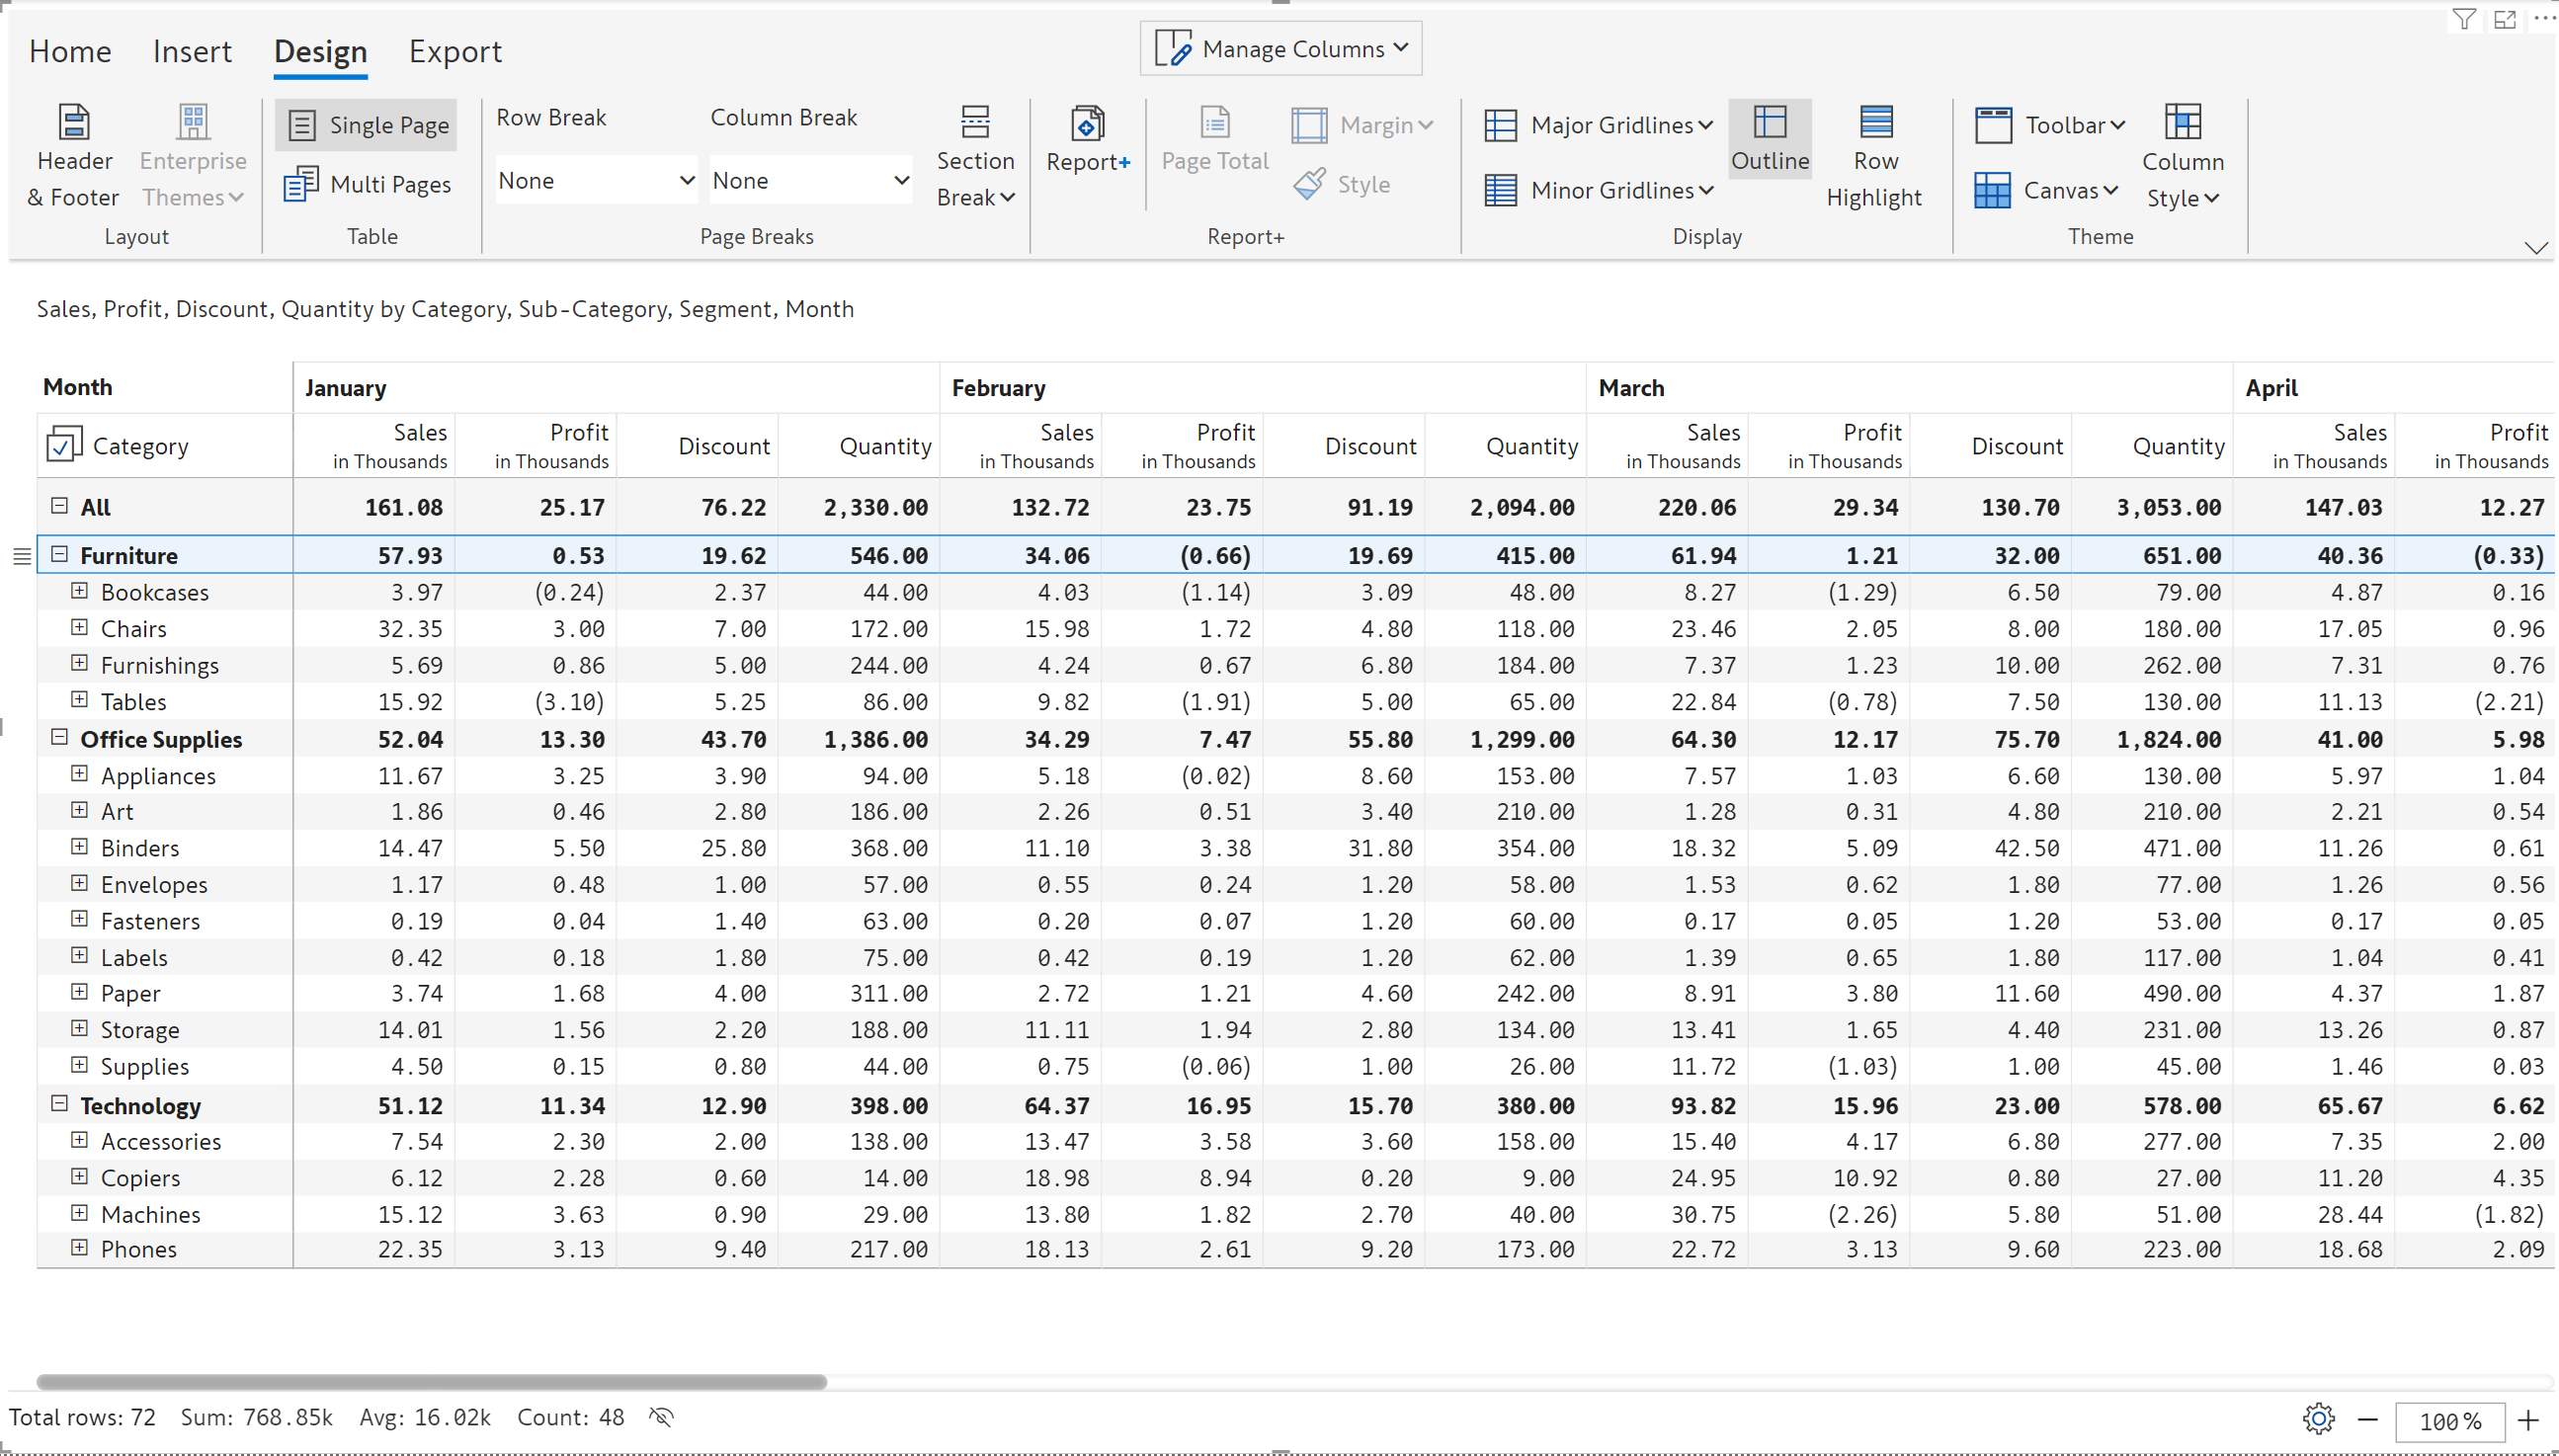 Home Insert Design Export
Manage Columns
Header & Footer
Enterprise Themes
Layout
Single Page
Multi Pages
Table
Row Break
None
Column Break
None
Section Break
Page Breaks
Report+
Page Total
Margin
Style
Report+
Major Gridlines
Minor Gridlines
Outline
Row Highlight
Display
Toolbar
Canvas
Column Style
Theme
Sales, Profit, Discount, Quantity by Category, Sub-Category, Segment, Month
Month January February March April
Category Sales in Thousands Profit in Thousands Discount Quantity Sales in Thousands Profit in Thousands Discount Quantity Sales in Thousands Profit in Thousands Discount Quantity Sales in Thousands Profit in Thousands
All 161.08 25.17 76.22 2,330.00 132.72 23.75 91.19 2,094.00 220.06 29.34 130.70 3,053.00 147.03 12.27
Furniture 57.93 0.53 19.62 546.00 34.06 (0.66) 19.69 415.00 61.94 1.21 32.00 651.00 40.36 (0.33)
Bookcases 3.97 (0.24) 2.37 44.00 4.03 (1.14) 3.09 48.00 8.27 (1.29) 6.50 79.00 4.87 0.16
Chairs 32.35 3.00 7.00 172.00 15.98 1.72 4.80 118.00 23.46 2.05 8.00 180.00 17.05 0.96
Furnishings 5.69 0.86 5.00 244.00 4.24 0.67 6.80 184.00 7.37 1.23 10.00 262.00 7.31 0.76
Tables 15.92 (3.10) 5.25 86.00 9.82 (1.91) 5.00 65.00 22.84 (0.78) 7.50 130.00 11.13 (2.21)
Office Supplies 52.04 13.30 43.70 1,386.00 34.29 7.47 55.80 1,299.00 64.30 12.17 75.70 1,824.00 41.00 5.98
Appliances 11.67 3.25 3.90 94.00 5.18 (0.02) 8.60 153.00 7.57 1.03 6.60 130.00 5.97 1.04
Art 1.86 0.46 2.80 186.00 2.26 0.51 3.40 210.00 1.28 0.31 4.80 210.00 2.21 0.54
Binders 14.47 5.50 25.80 368.00 11.10 3.38 31.80 354.00 18.32 5.09 42.50 471.00 11.26 0.61
Envelopes 1.17 0.48 1.00 57.00 0.55 0.24 1.20 58.00 1.53 0.62 1.80 77.00 1.26 0.56
Fasteners 0.19 0.04 1.40 63.00 0.20 0.07 1.20 60.00 0.17 0.05 1.20 53.00 0.17 0.05
Labels 0.42 0.18 1.80 75.00 0.42 0.19 1.20 62.00 1.39 0.65 1.80 117.00 1.04 0.41
Paper 3.74 1.68 4.00 311.00 2.72 1.21 4.60 242.00 8.91 3.80 11.60 490.00 4.37 1.87
Storage 14.01 1.56 2.20 188.00 11.11 1.94 2.80 134.00 13.41 1.65 4.40 231.00 13.26 0.87
Supplies 4.50 0.15 0.80 44.00 0.75 (0.06) 1.00 26.00 11.72 (1.03) 1.00 45.00 1.46 0.03
Technology 51.12 11.34 12.90 398.00 64.37 16.95 15.70 380.00 93.82 15.96 23.00 578.00 65.67 6.62
Accessories 7.54 2.30 2.00 138.00 13.47 3.58 3.60 158.00 15.40 4.17 6.80 277.00 7.35 2.00
Copiers 6.12 2.28 0.60 14.00 18.98 8.94 0.20 9.00 24.95 10.92 0.80 27.00 11.20 4.35
Machines 15.12 3.63 0.90 29.00 13.80 1.82 2.70 40.00 30.75 (2.26) 5.80 51.00 28.44 (1.82)
Phones 22.35 3.13 9.40 217.00 18.13 2.61 9.20 173.00 22.72 3.13 9.60 223.00 18.68 2.09
Total rows: 72 Sum: 768.85k Avg: 16.02k Count: 48 100 %